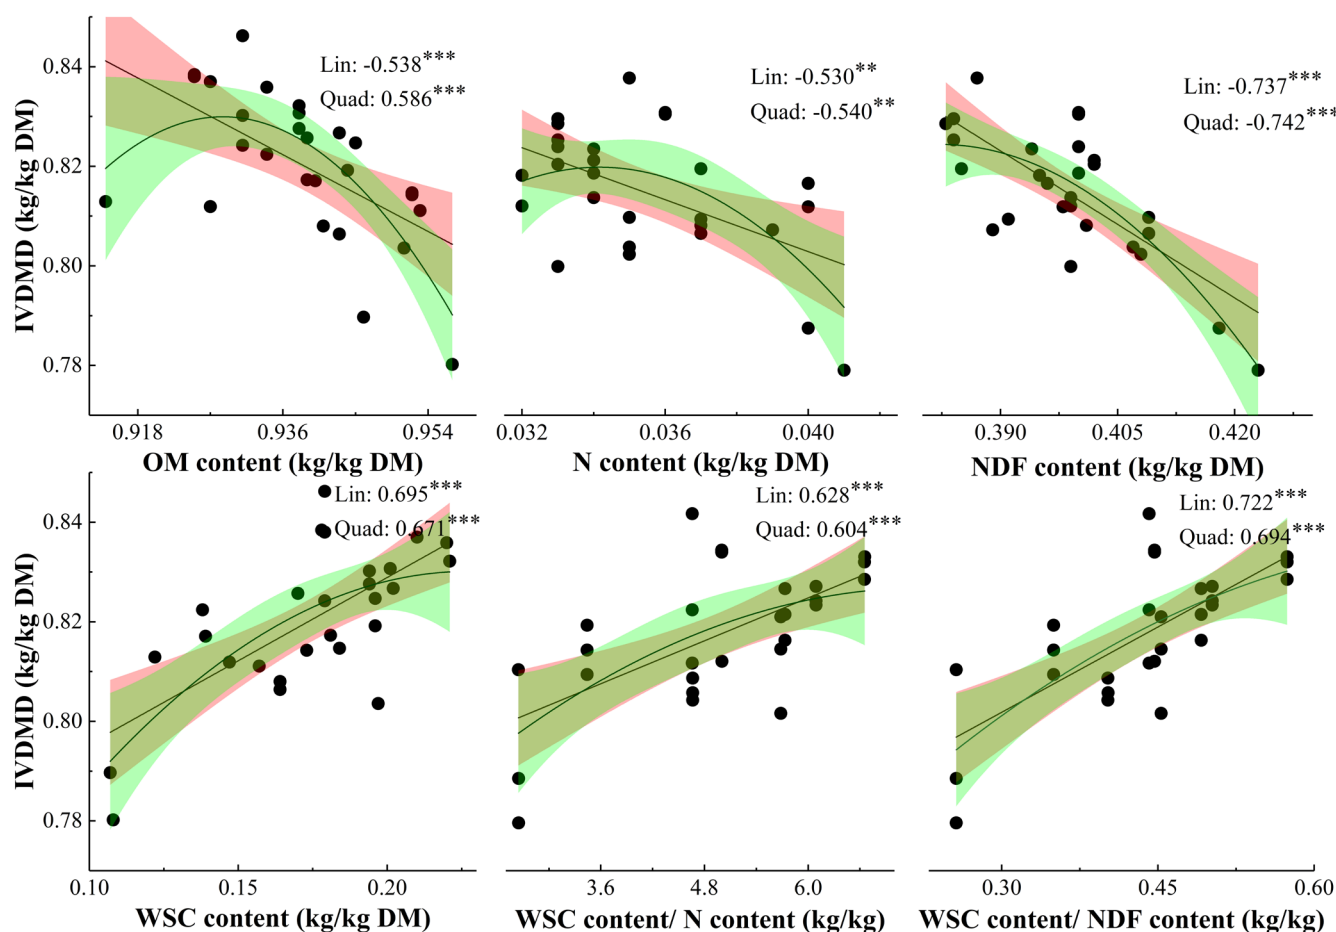 Lin: -0.538***
Quad: 0.586***
Lin: -0.530**
Quad: -0.540**
Lin: -0.737***
Quad: -0.742***
IVDMD (kg/kg DM)
0.84
0.82
0.80
0.78
0.918 0.936 0.954
OM content (kg/kg DM)
0.032 0.036 0.040
N content (kg/kg DM)
0.390 0.405 0.420
NDF content (kg/kg DM)
Lin: 0.695***
Quad: 0.671***
Lin: 0.628***
Quad: 0.604***
Lin: 0.722***
Quad: 0.694***
IVDMD (kg/kg DM)
0.84
0.82
0.80
0.78
0.10 0.15 0.20
WSC content (kg/kg DM)
3.6 4.8 6.0
WSC content/ N content (kg/kg)
0.30 0.45 0.60
WSC content/ NDF content (kg/kg)